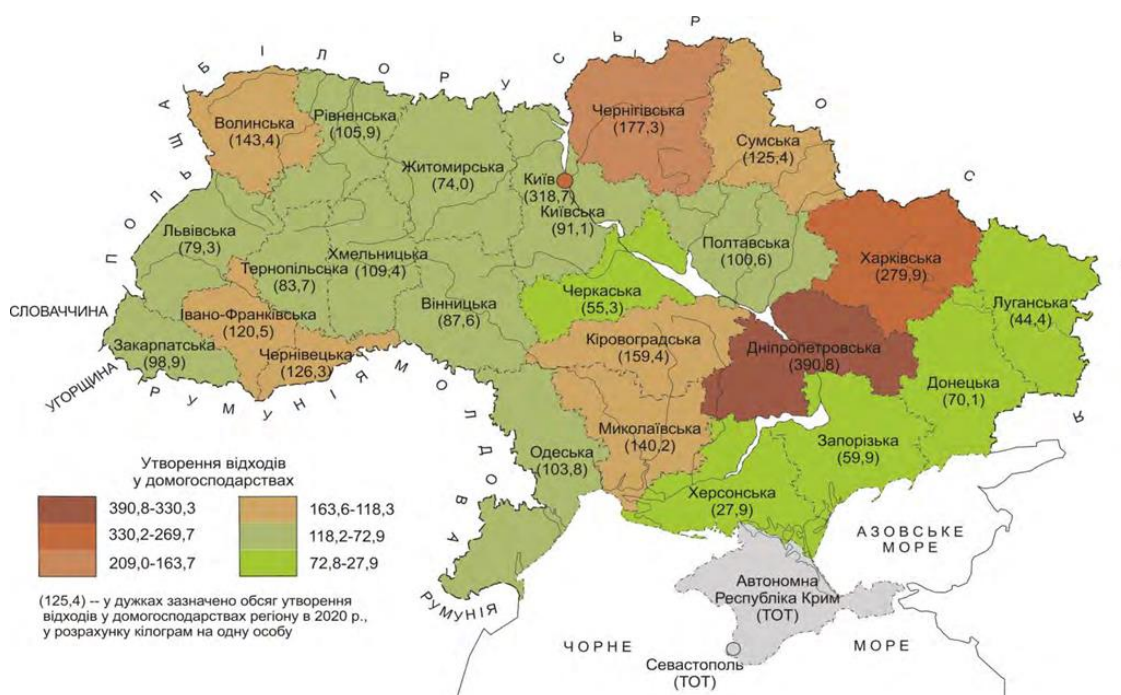 БІЛОРУСЬ
ПОЛЬЩА
РОСІЯ
Волинська
(143,4)
Рівненська
(105,9)
Житомирська
(74,0)
Київ
(318,7)
Київська
(91,1)
Чернігівська
(177,3)
Сумська
(125,4)
Львівська
(79,3)
Тернопільська
(83,7)
Хмельницька
(109,4)
Вінницька
(87,6)
Черкаська
(55,3)
Полтавська
(100,6)
Харківська
(279,9)
Луганська
(44,4)
СЛОВАЧЧИНА
УГОРЩИНА
РУМУНІЯ
МОЛДОВА
Івано-Франківська
(120,5)
Закарпатська
(98,9)
Чернівецька
(126,3)
Кіровоградська
(159,4)
Дніпропетровська
(390,8)
Донецька
(70,1)
Миколаївська
(140,2)
Запорізька
(59,9)
Одеська
(103,8)
Херсонська
(27,9)
РУМУНІЯ
АЗОВСЬКЕ
МОРЕ
Автономна
Республіка Крим
(ТОТ)
Севастополь
(ТОТ)
ЧОРНЕ МОРЕ
Утворення відходів
у домогосподарствах
390,8-330,3
330,2-269,7
209,0-163,7
163,6-118,3
118,2-72,9
72,8-27,9
(125,4) -- у дужках зазначено обсяг утворення
відходів у домогосподарствах регіону в 2020 р.,
у розрахунку кілограм на одну особу